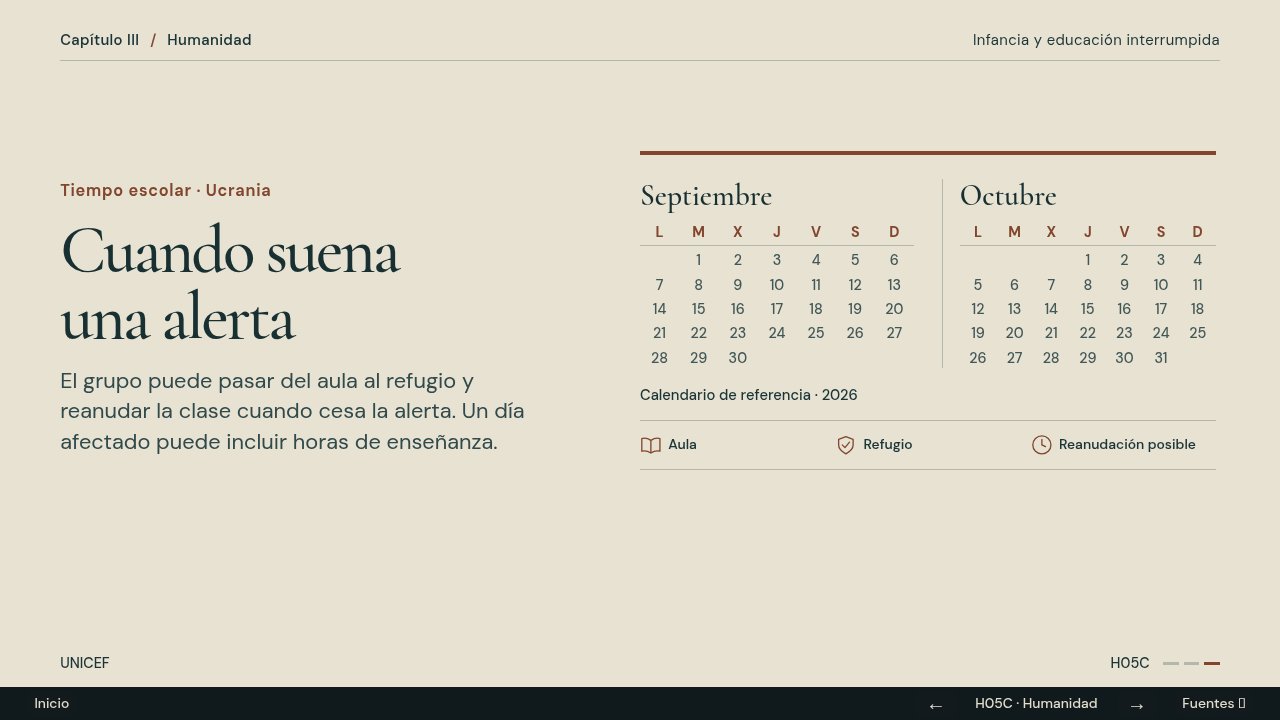 Capítulo III / Humanidad
Infancia y educación interrumpida
Tiempo escolar · Ucrania
Cuando suena
una alerta
El grupo puede pasar del aula al refugio y
reanudar la clase cuando cesa la alerta. Un día
afectado puede incluir horas de enseñanza.
Septiembre
L M X J V S D
1 2 3 4 5 6
7 8 9 10 11 12 13
14 15 16 17 18 19 20
21 22 23 24 25 26 27
28 29 30
Octubre
L M X J V S D
1 2 3 4
5 6 7 8 9 10 11
12 13 14 15 16 17 18
19 20 21 22 23 24 25
26 27 28 29 30 31
Calendario de referencia · 2026
Aula
Refugio
Reanudación posible
UNICEF
H05C
Inicio
← H05C · Humanidad →
Fuentes